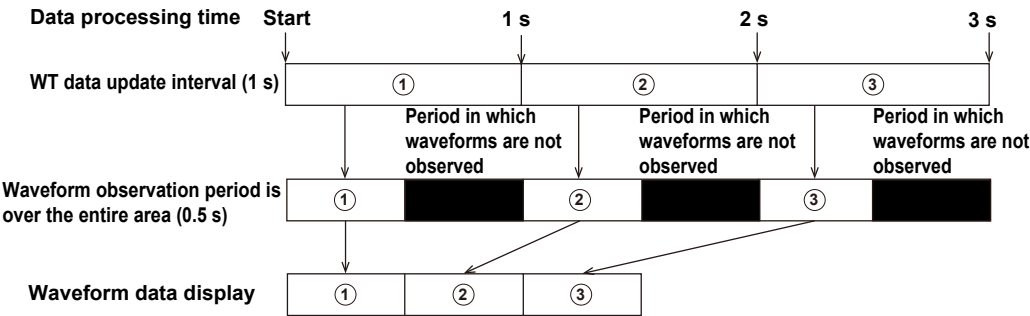 Data processing time Start 1 s 2 s 3 s
WT data update interval (1 s) ① ② ③
Period in which
waveforms are not
observed
Period in which
waveforms are not
observed
Period in which
waveforms are not
observed
Waveform observation period is
over the entire area (0.5 s)
① ② ③
Waveform data display ① ② ③